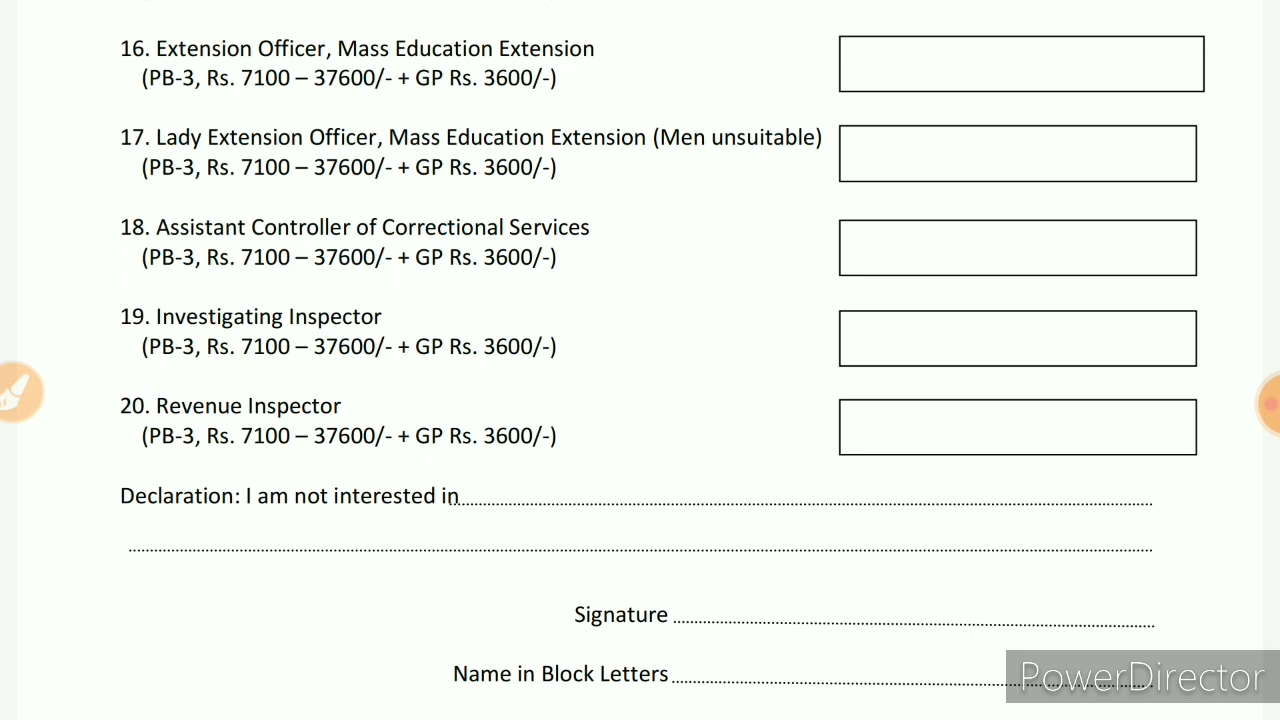 16. Extension Officer, Mass Education Extension
(PB-3, Rs. 7100 – 37600/- + GP Rs. 3600/-)
17. Lady Extension Officer, Mass Education Extension (Men unsuitable)
(PB-3, Rs. 7100 – 37600/- + GP Rs. 3600/-)
18. Assistant Controller of Correctional Services
(PB-3, Rs. 7100 – 37600/- + GP Rs. 3600/-)
19. Investigating Inspector
(PB-3, Rs. 7100 – 37600/- + GP Rs. 3600/-)
20. Revenue Inspector
(PB-3, Rs. 7100 – 37600/- + GP Rs. 3600/-)
Declaration: I am not interested in
Signature
Name in Block Letters
PowerDirector